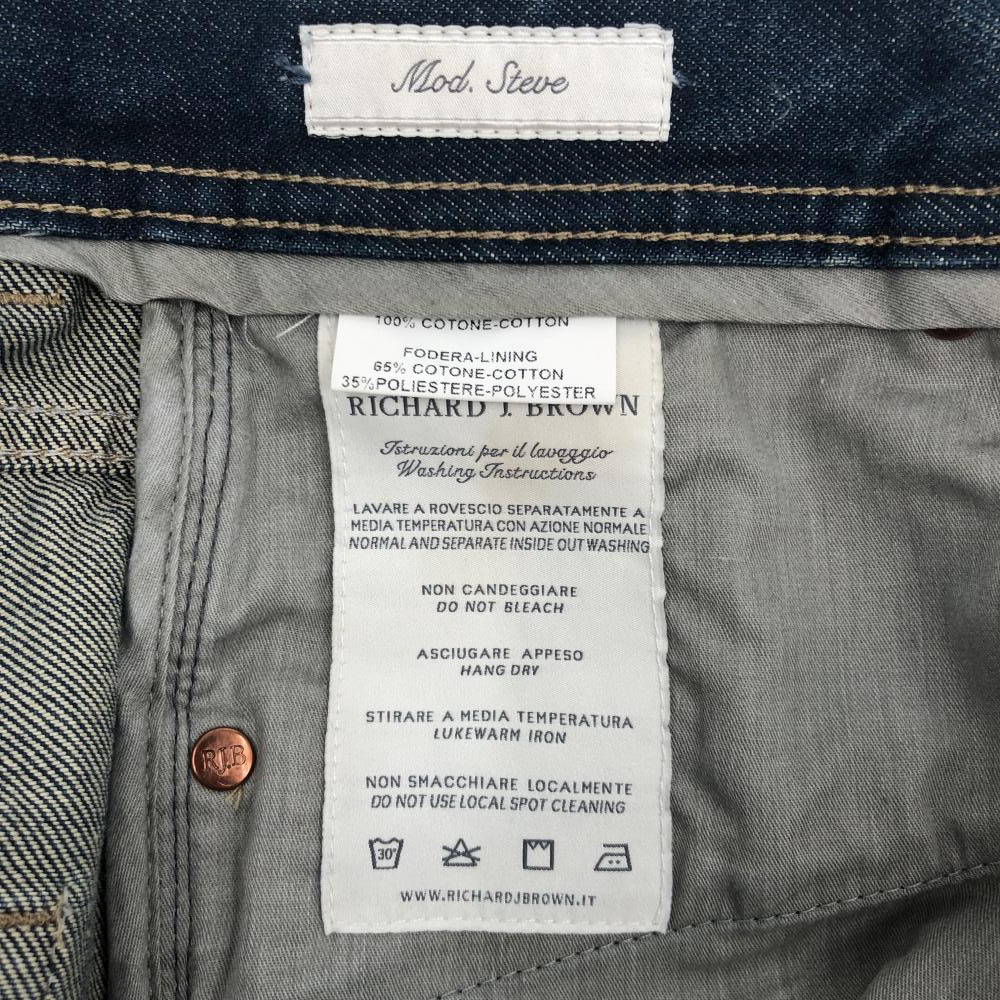 Mod. Steve
100% COTONE-COTTON
FODERA-LINING
65% COTONE-COTTON
35%POLIESTERE-POLYESTER
RICHARD J. BROWN
Istruzioni per il lavaggio
Washing Instructions
LAVARE A ROVESCIO SEPARATAMENTE A
MEDIA TEMPERATURA CON AZIONE NORMALE
NORMAL AND SEPARATE INSIDE OUT WASHING
NON CANDEGGIARE
DO NOT BLEACH
ASCIUGARE APPESO
HANG DRY
STIRARE A MEDIA TEMPERATURA
LUKEWARM IRON
RJ.B
NON SMACCHIARE LOCALMENTE
DO NOT USE LOCAL SPOT CLEANING
30°
WWW.RICHARDJBROWN.IT